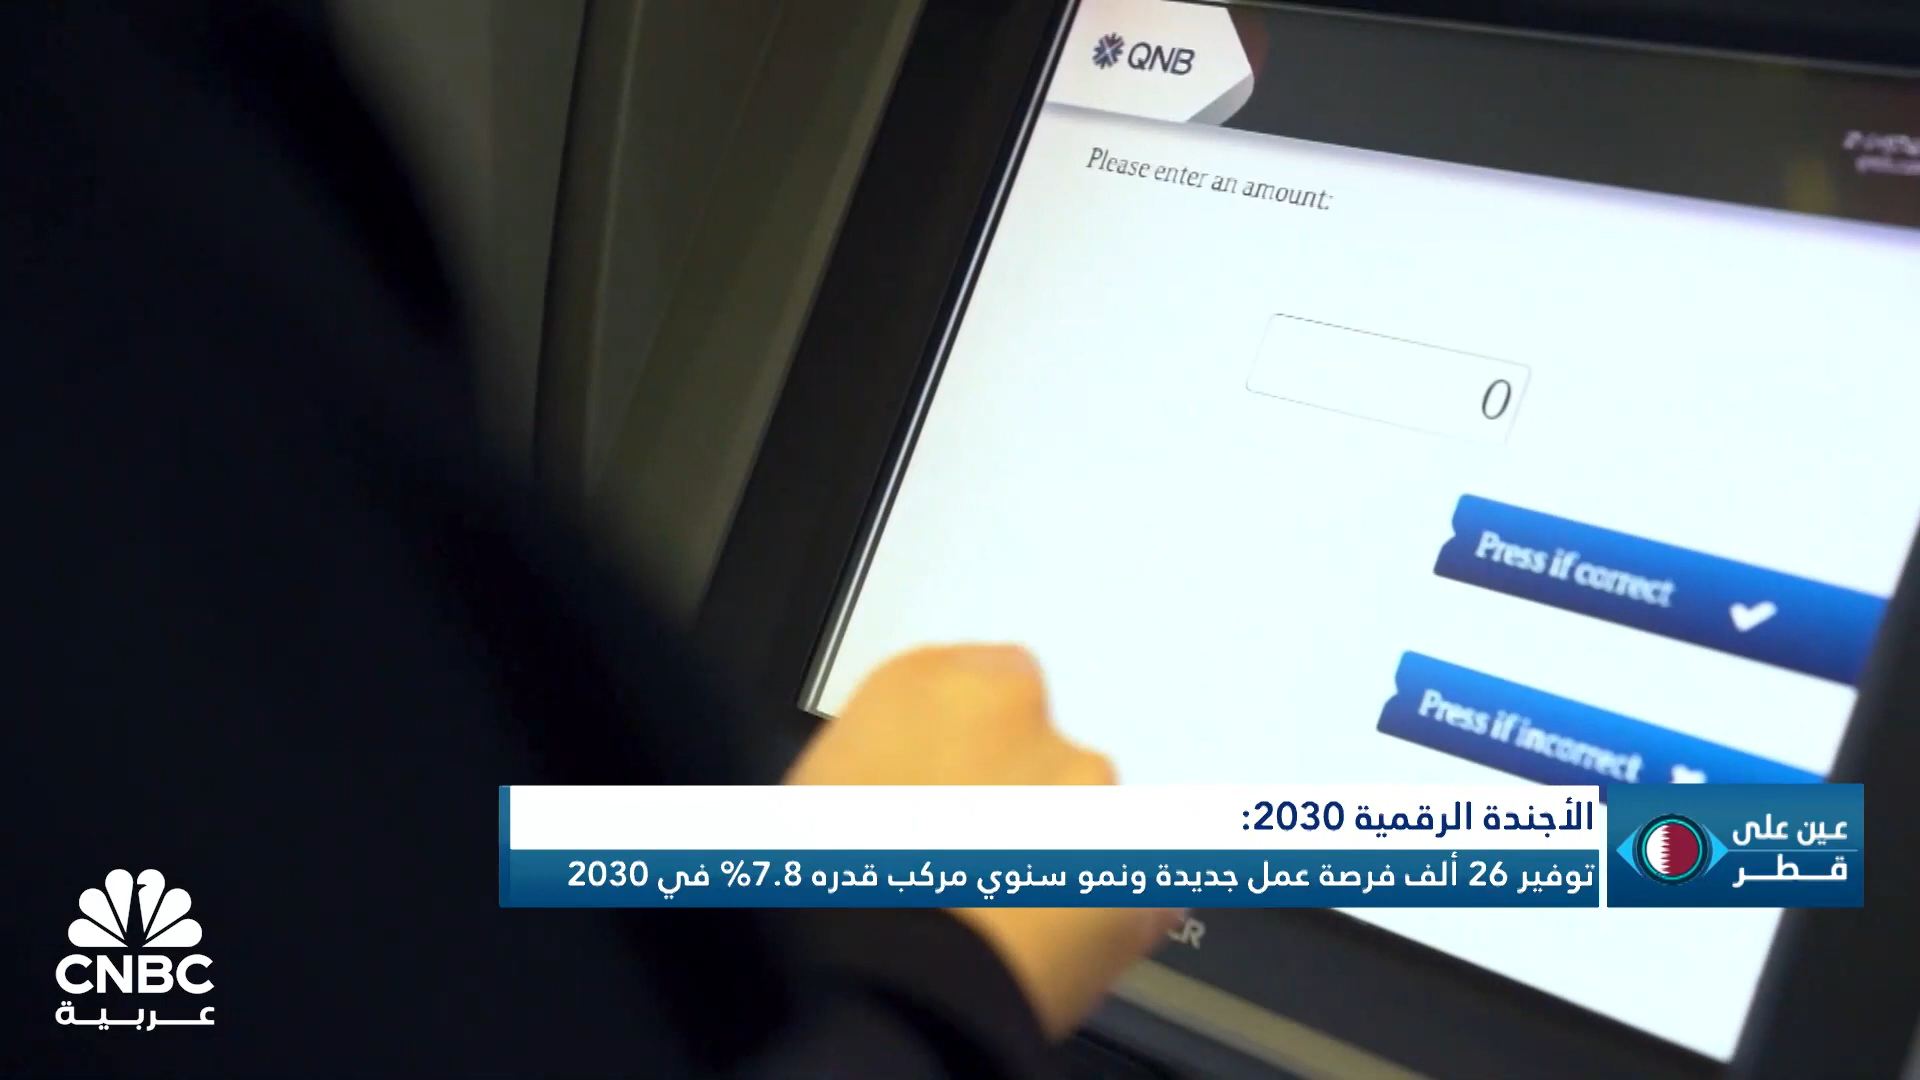 QNB
Please enter an amount:
0
Press if correct
Press if incorrect
الأجندة الرقمية 2030:
توفير 26 ألف فرصة عمل جديدة ونمو سنوي مركب قدره 7.8% في 2030
عين على
قطر
CNBC
عربية